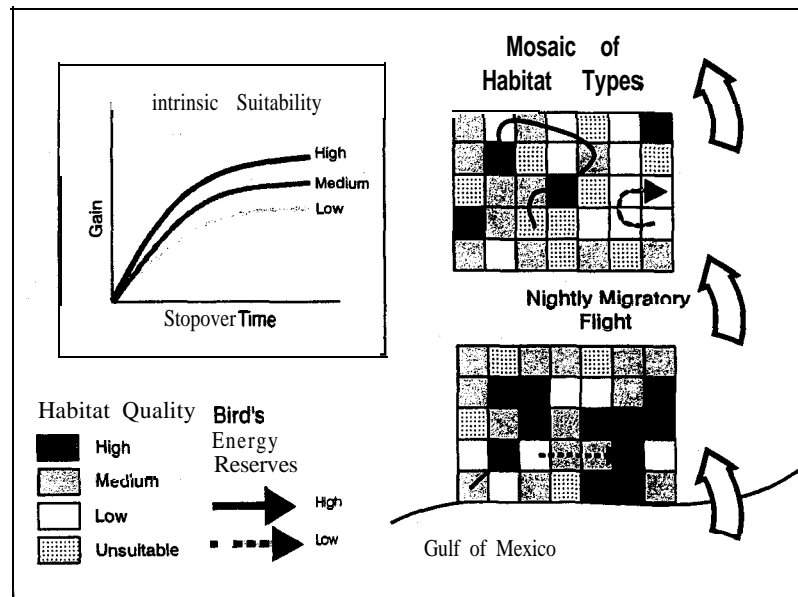 intrinsic Suitability
High
Medium
Low
Gain
Stopover Time
Mosaic of
Habitat Types
Nightly Migratory
Flight
Habitat Quality
High
Medium
Low
Unsuitable
Bird's
Energy
Reserves
High
Low
Gulf of Mexico